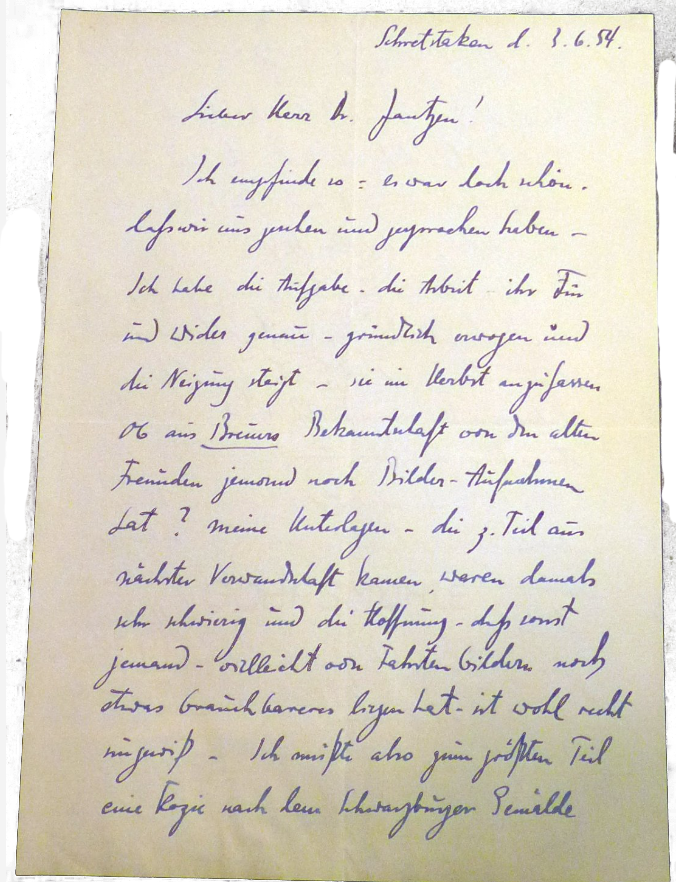 Schretstaken d. 3.6.54.
Lieber Herr Dr. Jantzen!
Ich empfinde so = es war doch schön -
daß wir uns gesehen und gesprochen haben -
Ich habe die Aufgabe - die Arbeit - ihr Für
und Wider genau - gründlich erwogen und
die Neigung steigt - sie im Herbst anzufassen
Ob aus Breuers Bekanntschaft von den alten
Freunden jemand noch Bilder-Aufnahmen
hat? meine Unterlagen - die z. Teil aus
nächster Verwandschaft kamen, waren damals
sehr schwierig und die Hoffnung - daß sonst
jemand - vielleicht von Fahrtenbildern noch
etwas brauchbareres liegen hat - ist wohl recht
ungewiß - Ich müßte also zum größten Teil
eine Kopie nach dem Schwarzburger Gemälde